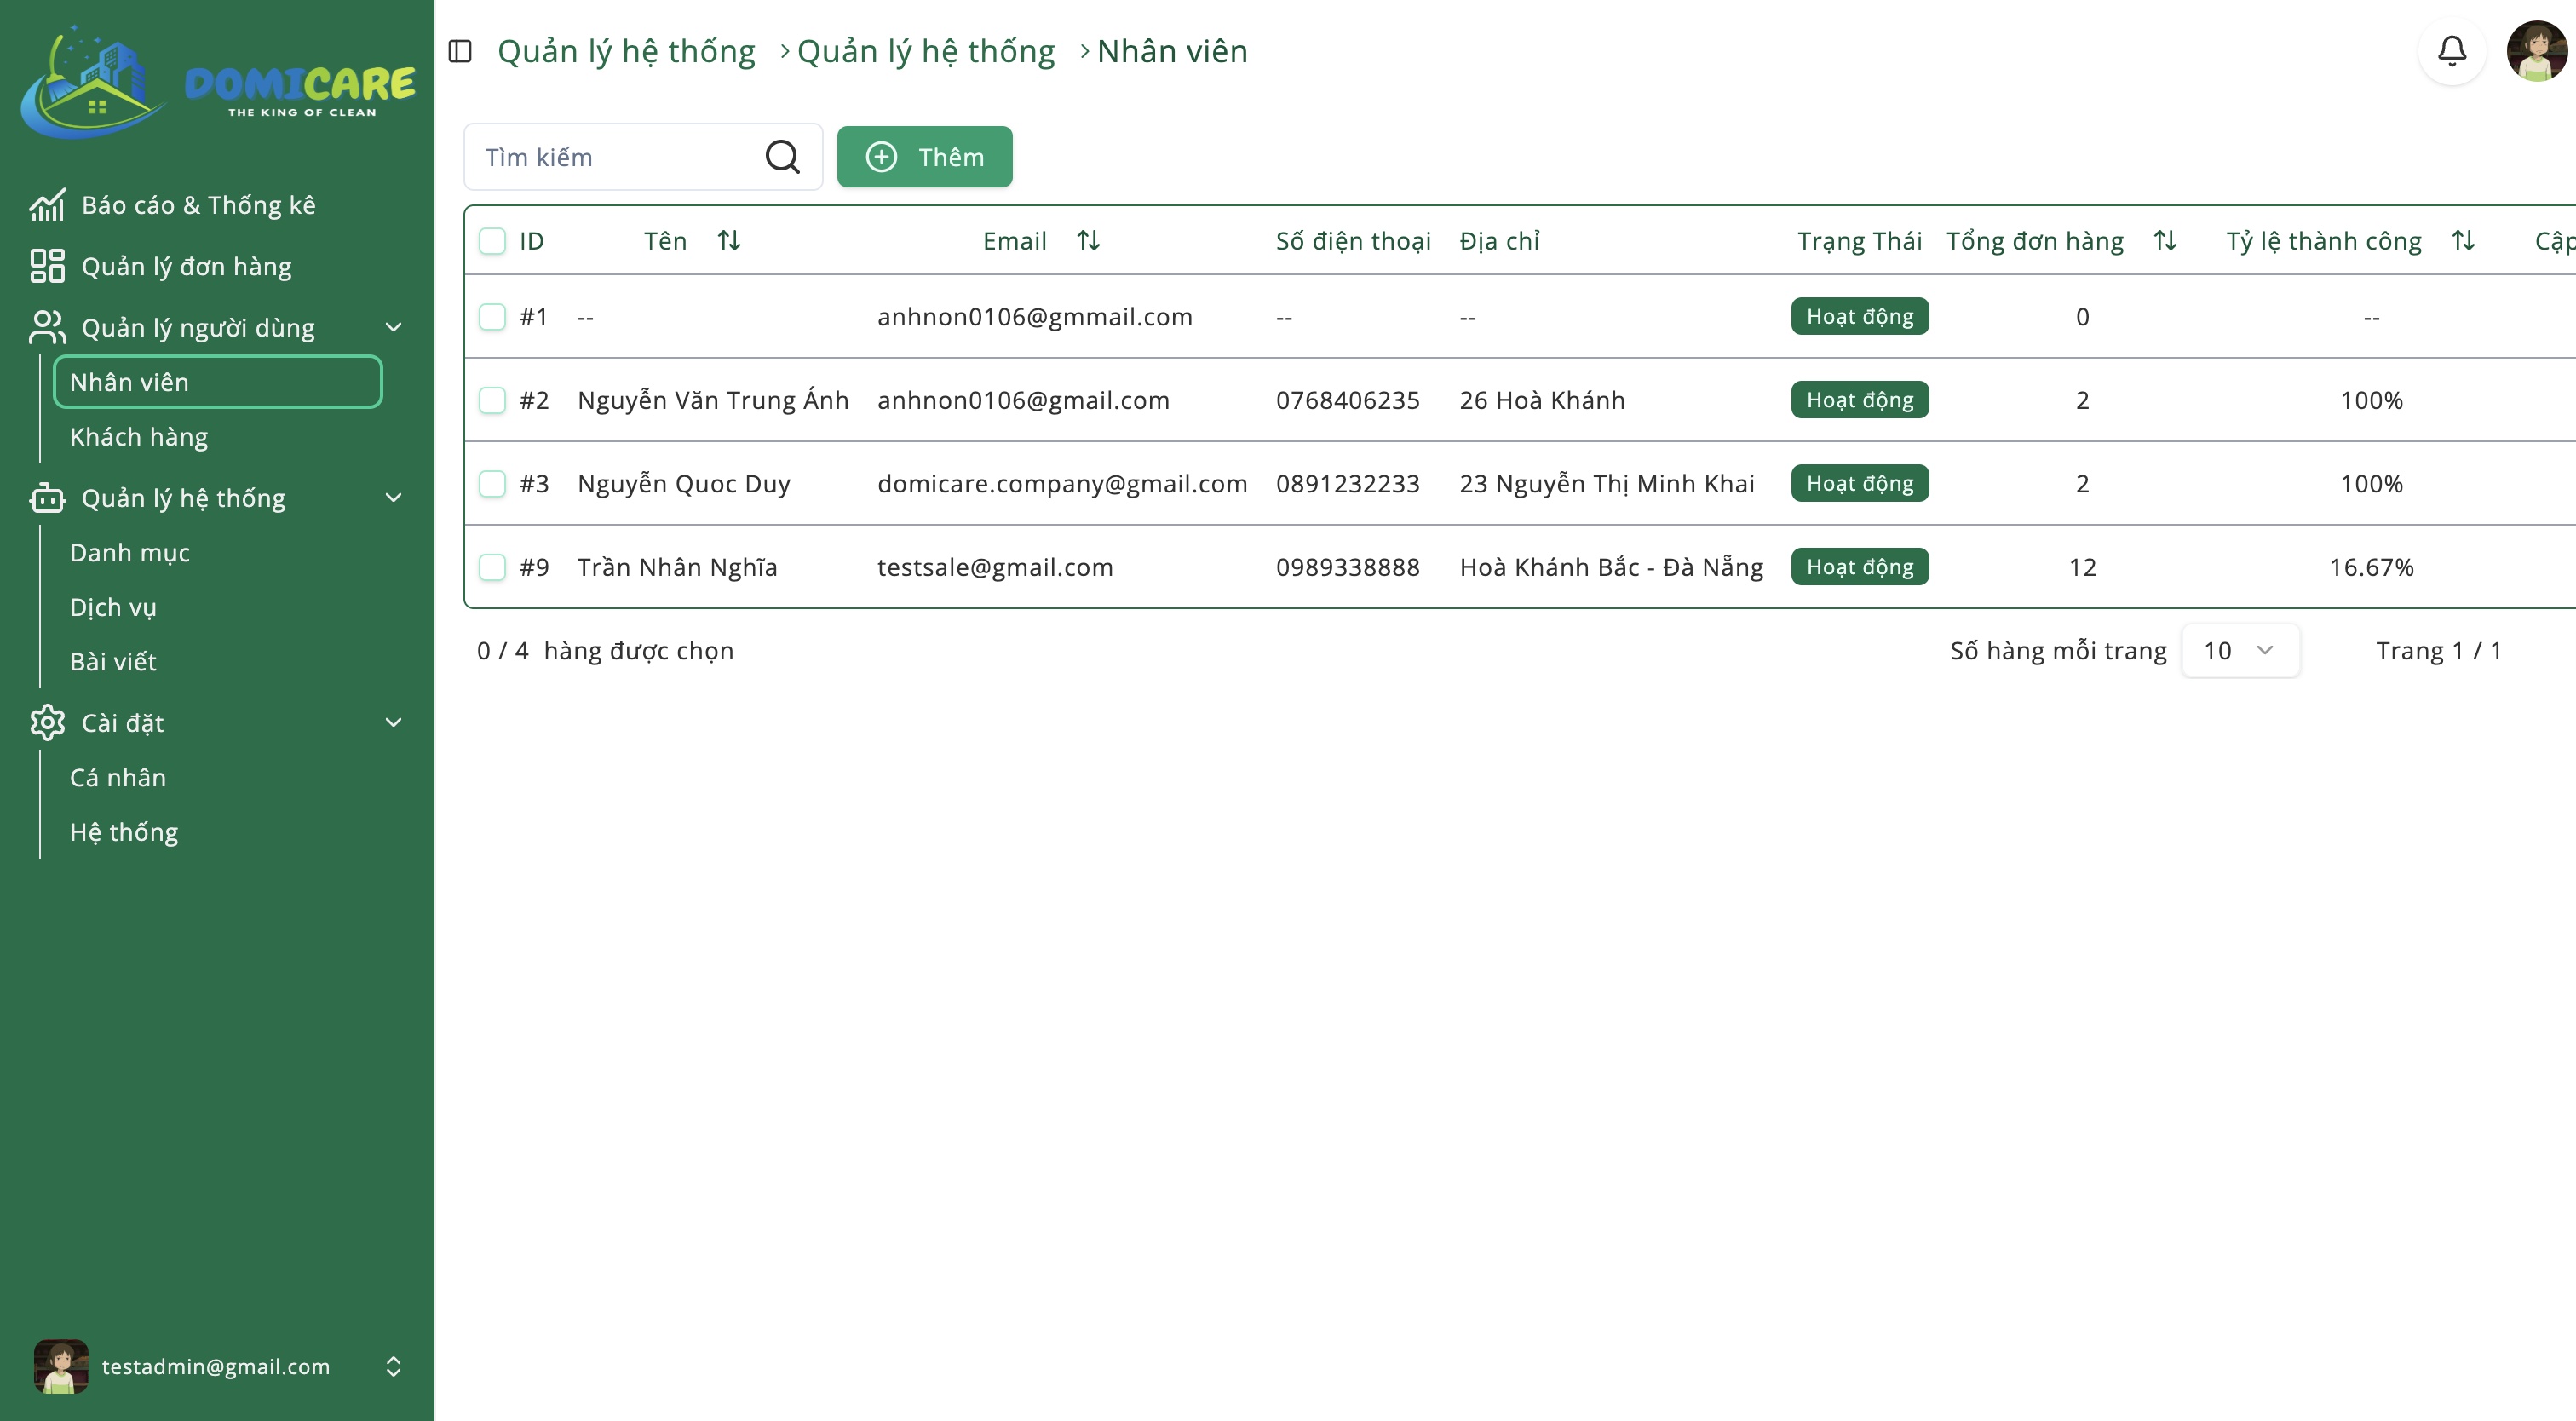 DOMICARE
THE KING OF CLEAN
Báo cáo & Thống kê
Quản lý đơn hàng
Quản lý người dùng
Nhân viên
Khách hàng
Quản lý hệ thống
Danh mục
Dịch vụ
Bài viết
Cài đặt
Cá nhân
Hệ thống
testadmin@gmail.com
Quản lý hệ thống > Quản lý hệ thống > Nhân viên
Tìm kiếm
Thêm
ID Tên Email Số điện thoại Địa chỉ Trạng Thái Tổng đơn hàng Tỷ lệ thành công Cập
#1 -- anhnon0106@gmmail.com -- -- Hoạt động 0 --
#2 Nguyễn Văn Trung Ánh anhnon0106@gmail.com 0768406235 26 Hoà Khánh Hoạt động 2 100%
#3 Nguyễn Quoc Duy domicare.company@gmail.com 0891232233 23 Nguyễn Thị Minh Khai Hoạt động 2 100%
#9 Trần Nhân Nghĩa testsale@gmail.com 0989338888 Hoà Khánh Bắc - Đà Nẵng Hoạt động 12 16.67%
0 / 4 hàng được chọn
Số hàng mỗi trang 10 Trang 1 / 1